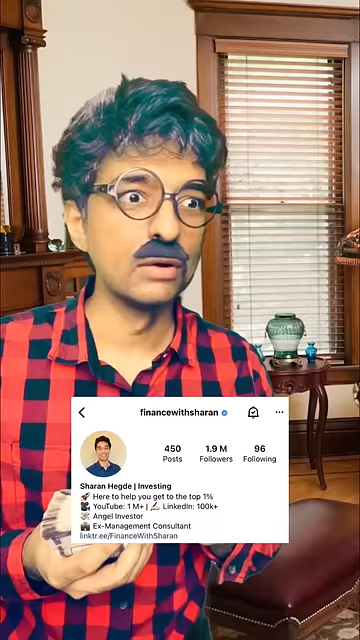 financewithsharan
450 1.9 M 96
Posts Followers Following
Sharan Hegde | Investing
🚀 Here to help you get to the top 1%
🎥 YouTube: 1 M+ | ✍🏼 LinkedIn: 100k+
💸 Angel Investor
💼 Ex-Management Consultant
linktr.ee/FinanceWithSharan